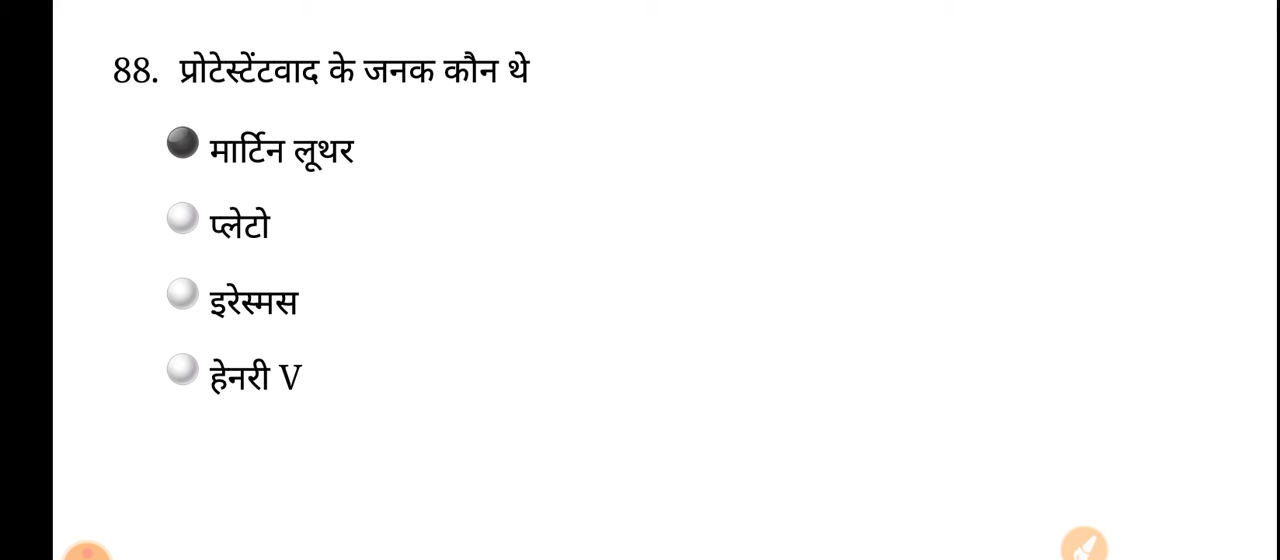 88. प्रोटेस्टेंटवाद के जनक कौन थे
मार्टिन लूथर
प्लेटो
इरेस्मस
हेनरी V